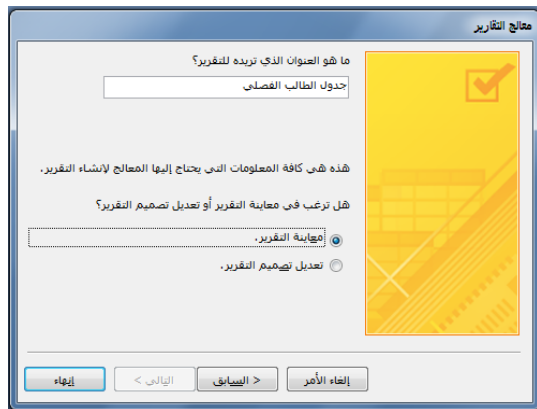 معالج التقارير
ما هو العنوان الذي تريده للتقرير؟
جدول الطالب الفصلي
هذه هي كافة المعلومات التي يحتاج إليها المعالج لإنشاء التقرير.
هل ترغب في معاينة التقرير أو تعديل تصميم التقرير؟
معاينة التقرير.
تعديل تصميم التقرير.
إلغاء الأمر
< السابق
التالي >
إنهاء